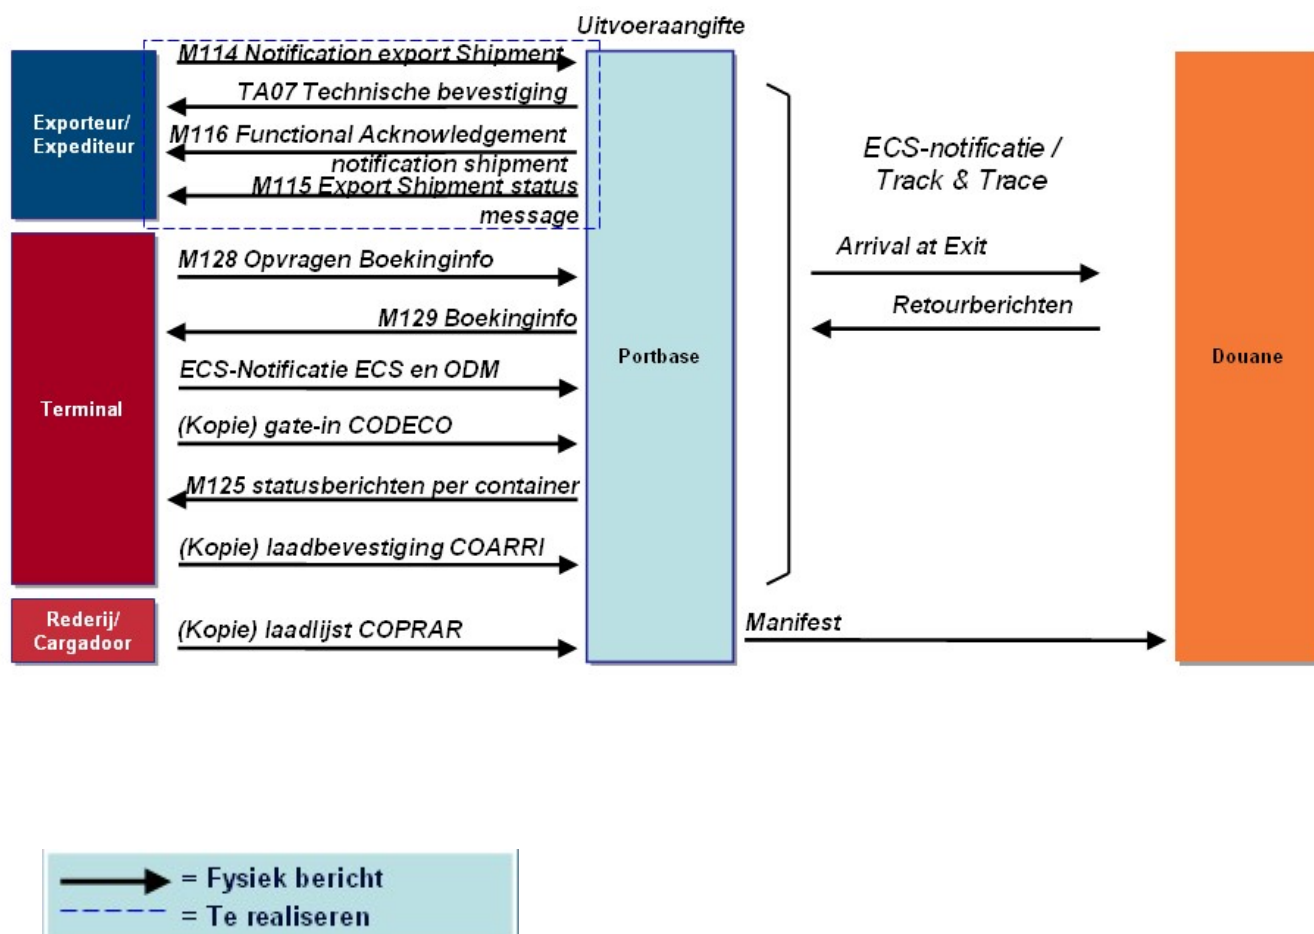 Uitvoeraangifte
M114 Notification export Shipment
TA07 Technische bevestiging
Exporteur/
Expediteur
M116 Functional Acknowledgement
notification shipment
M115 Export Shipment status
message
ECS-notificatie /
Track & Trace
M128 Opvragen Boekinginfo
Arrival at Exit
M129 Boekinginfo
Retourberichten
Portbase
Douane
ECS-Notificatie ECS en ODM
Terminal
(Kopie) gate-in CODECO
M125 statusberichten per container
(Kopie) laadbevestiging COARRI
Rederij/
Cargadoor
(Kopie) laadlijst COPRAR
Manifest
= Fysiek bericht
= Te realiseren